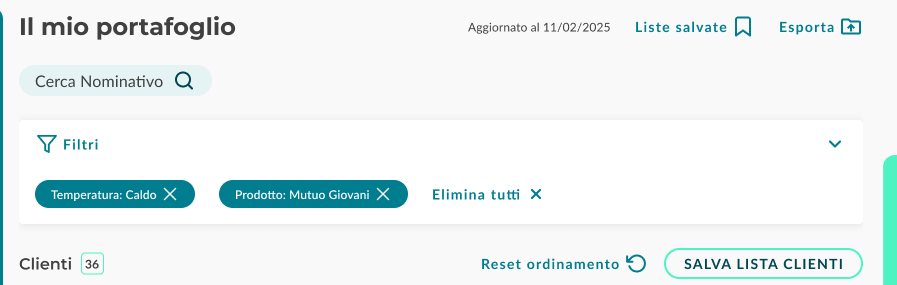 Il mio portafoglio
Aggiornato al 11/02/2025
Liste salvate
Esporta
Cerca Nominativo
Filtri
Temperatura: Caldo
Prodotto: Mutuo Giovani
Elimina tutti
Clienti 36
Reset ordinamento
SALVA LISTA CLIENTI